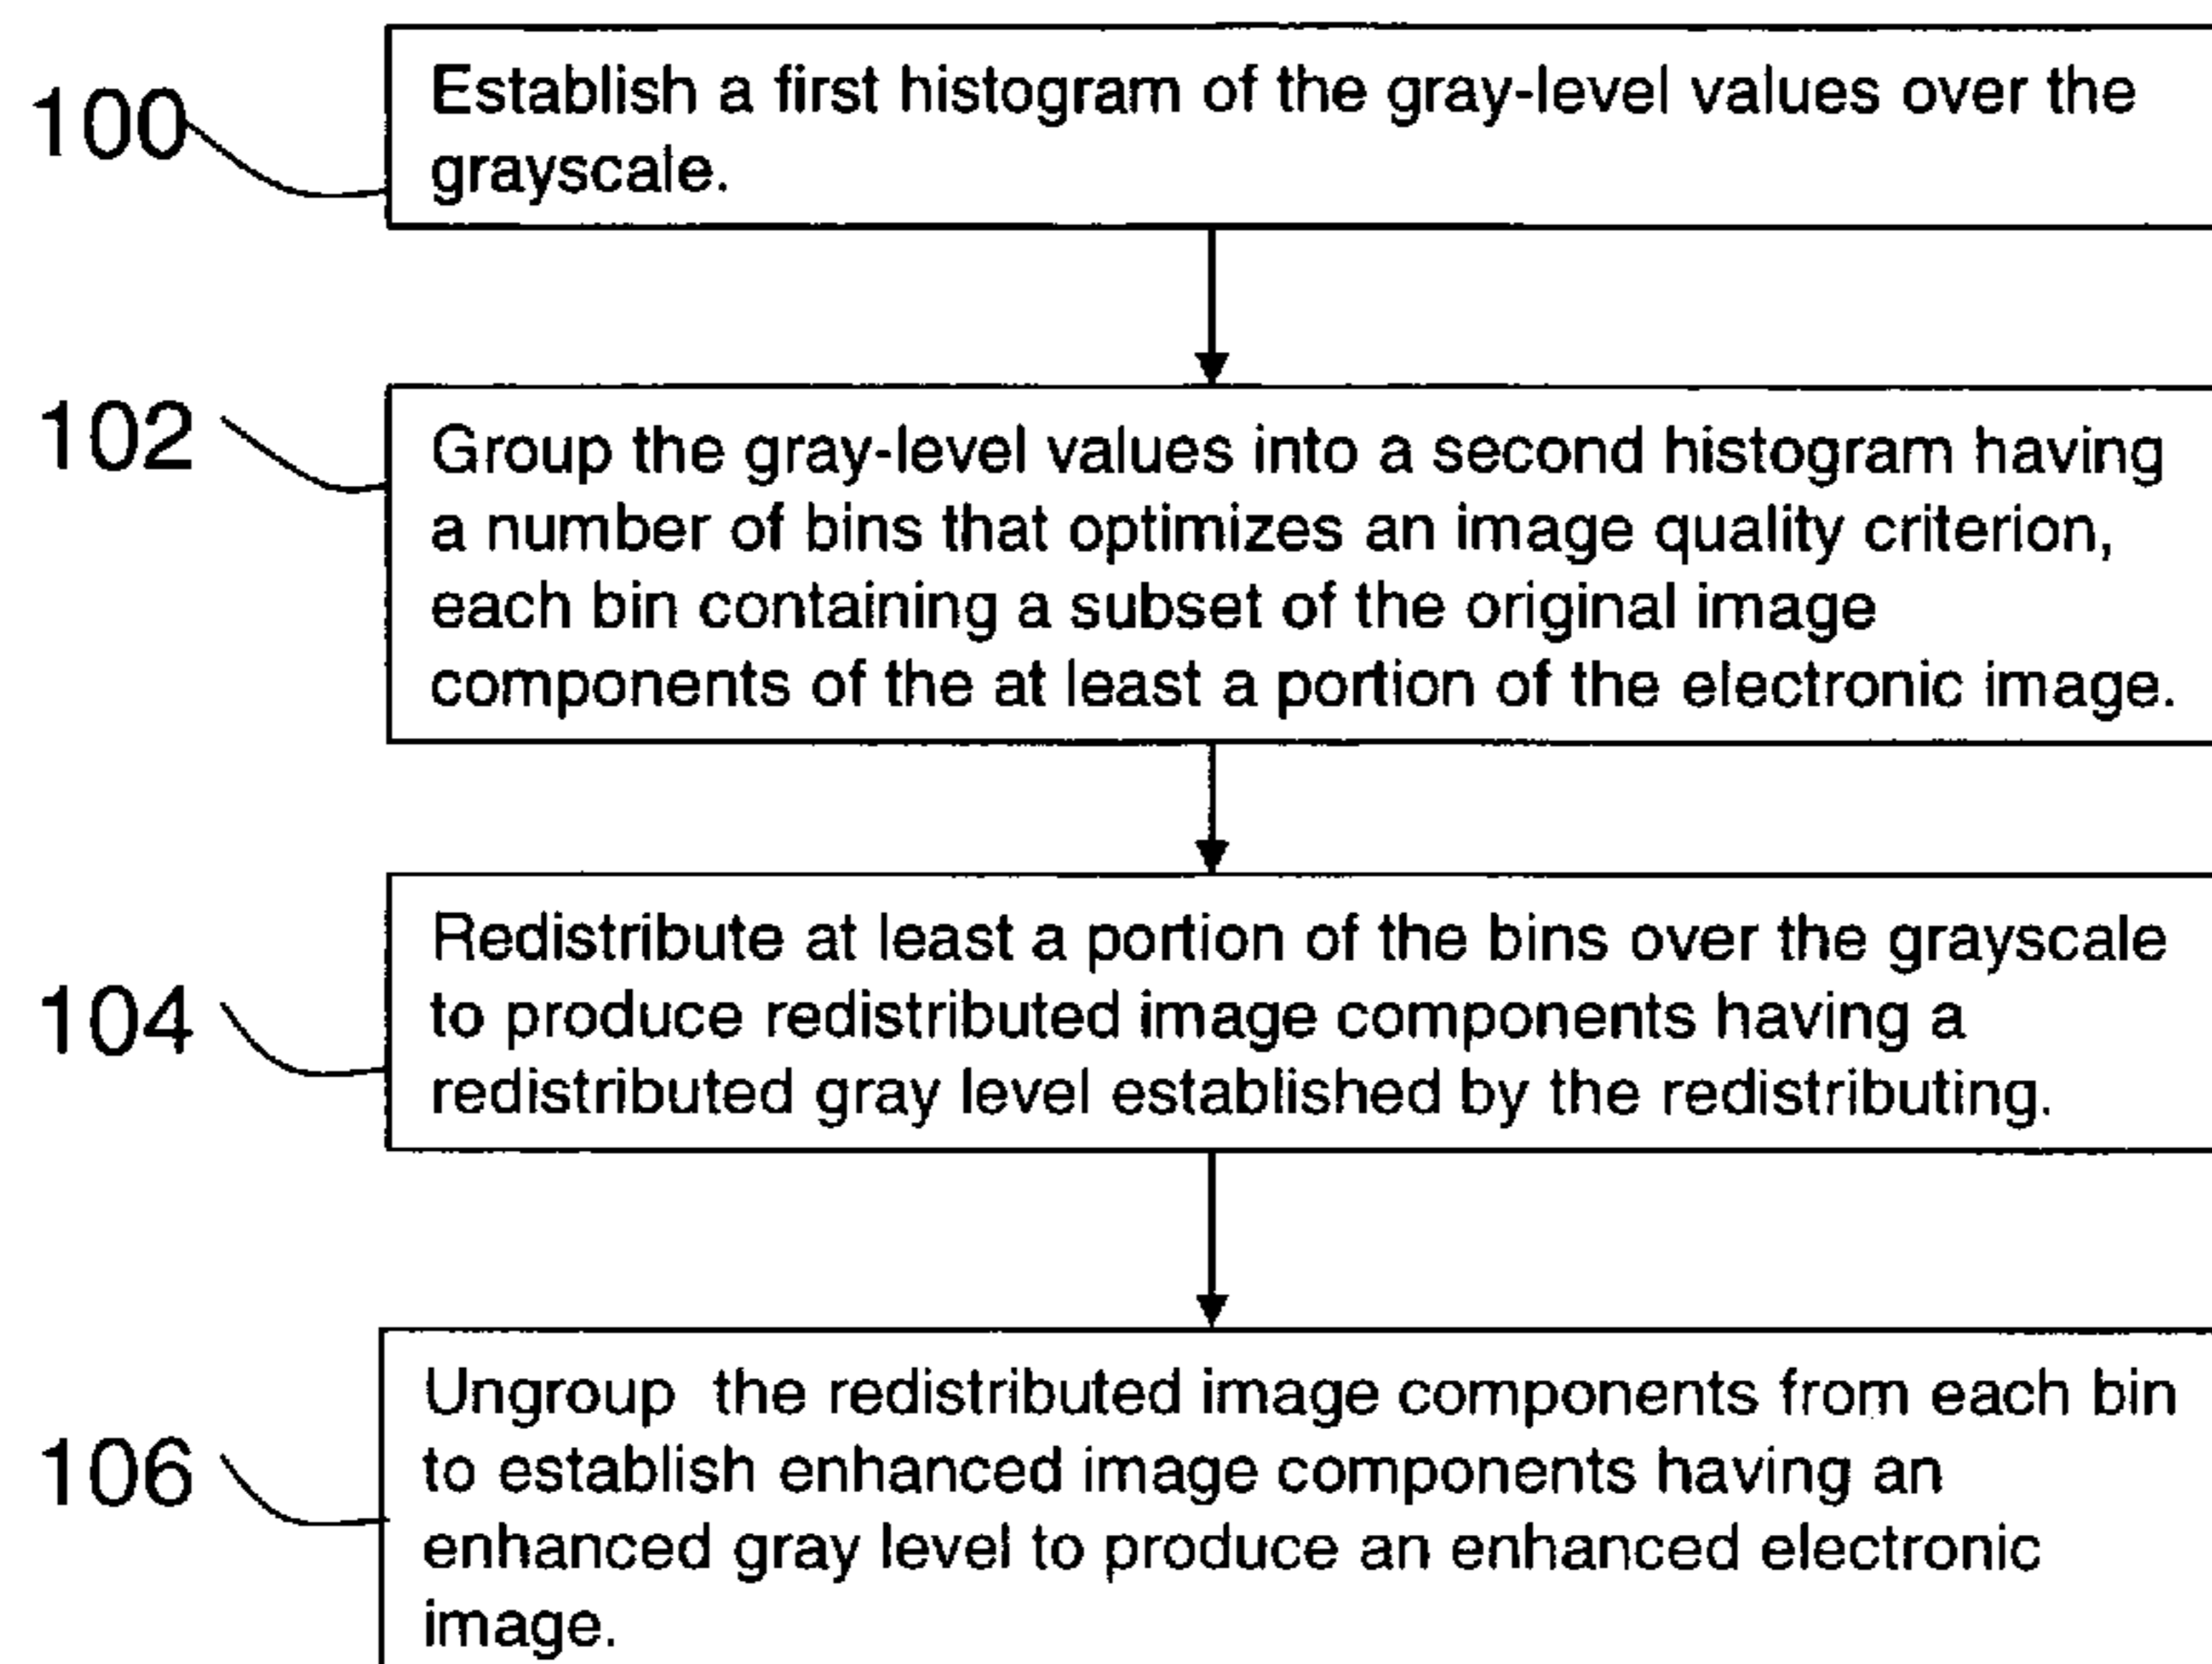 100
Establish a first histogram of the gray-level values over the
grayscale.
102
Group the gray-level values into a second histogram having
a number of bins that optimizes an image quality criterion,
each bin containing a subset of the original image
components of the at least a portion of the electronic image.
104
Redistribute at least a portion of the bins over the grayscale
to produce redistributed image components having a
redistributed gray level established by the redistributing.
106
Ungroup the redistributed image components from each bin
to establish enhanced image components having an
enhanced gray level to produce an enhanced electronic
image.